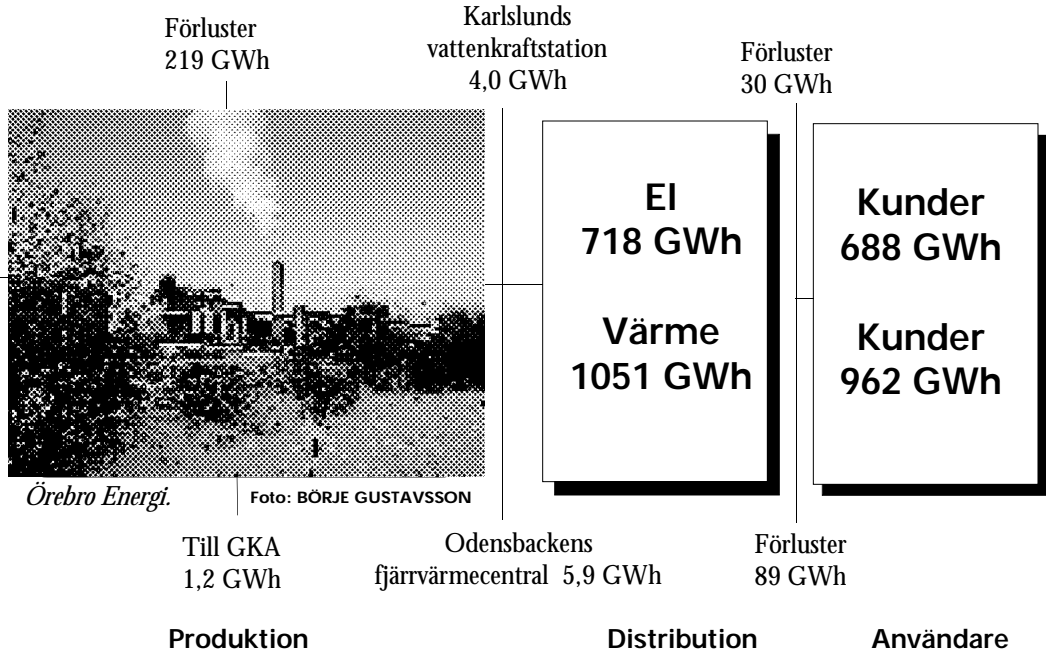 Förluster
219 GWh
Karlslunds
vattenkraftstation
4,0 GWh
Förluster
30 GWh
El
718 GWh
Värme
1051 GWh
Kunder
688 GWh
Kunder
962 GWh
Örebro Energi.
Foto: BÖRJE GUSTAVSSON
Till GKA
1,2 GWh
Odensbackens
fjärrvärmecentral 5,9 GWh
Förluster
89 GWh
Produktion
Distribution
Användare